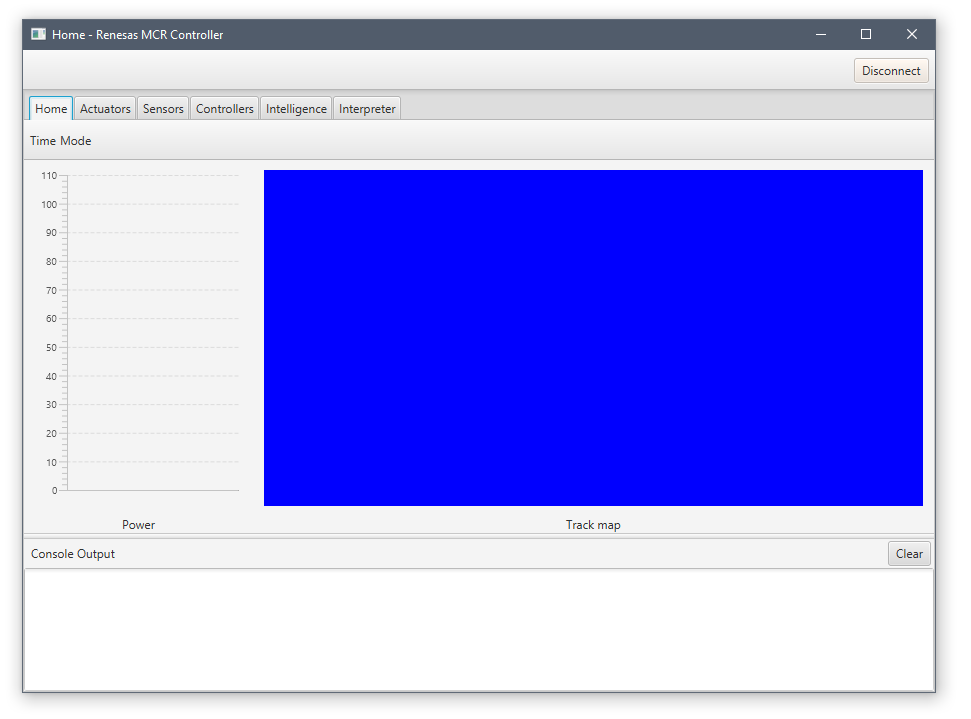 Home - Renesas MCR Controller
Disconnect
Home Actuators Sensors Controllers Intelligence Interpreter
Time Mode
110
100
90
80
70
60
50
40
30
20
10
0
Power Track map
Console Output Clear